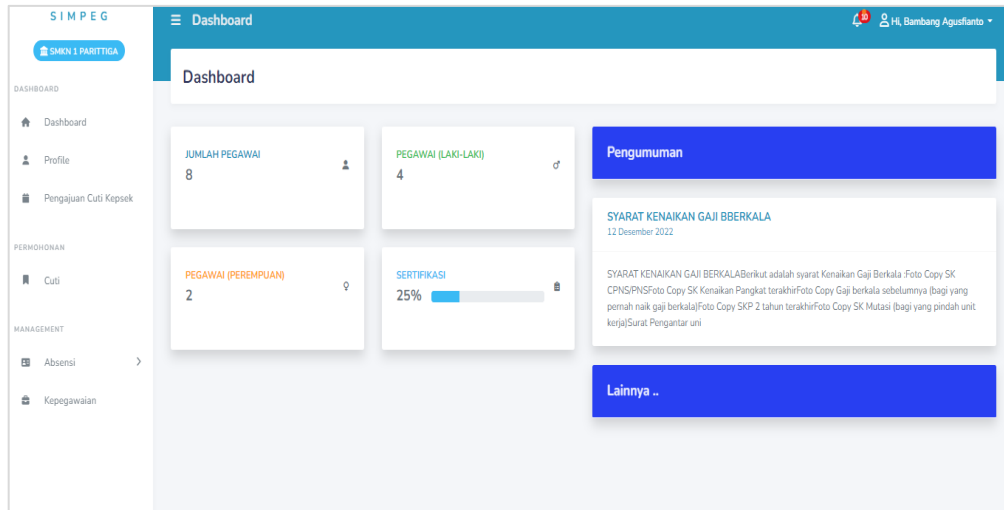 SIMPEG
SMKN 1 PARITTIGA
DASHBOARD
Dashboard
Profile
Pengajuan Cuti Kepsek
PERMOHONAN
Cuti
MANAGEMENT
Absensi
Kepegawaian
Dashboard
10
Hi, Bambang Agusfianto
Dashboard
JUMLAH PEGAWAI
8
PEGAWAI (LAKI-LAKI)
4
PEGAWAI (PEREMPUAN)
2
SERTIFIKASI
25%
Pengumuman
SYARAT KENAIKAN GAJI BBERKALA
12 Desember 2022
SYARAT KENAIKAN GAJI BERKALABerikut adalah syarat Kenaikan Gaji Berkala :Foto Copy SK
CPNS/PNSFoto Copy SK Kenaikan Pangkat terakhirFoto Copy Gaji berkala sebelumnya (bagi yang
pernah naik gaji berkala)Foto Copy SKP 2 tahun terakhirFoto Copy SK Mutasi (bagi yang pindah unit
kerja)Surat Pengantar uni
Lainnya ..